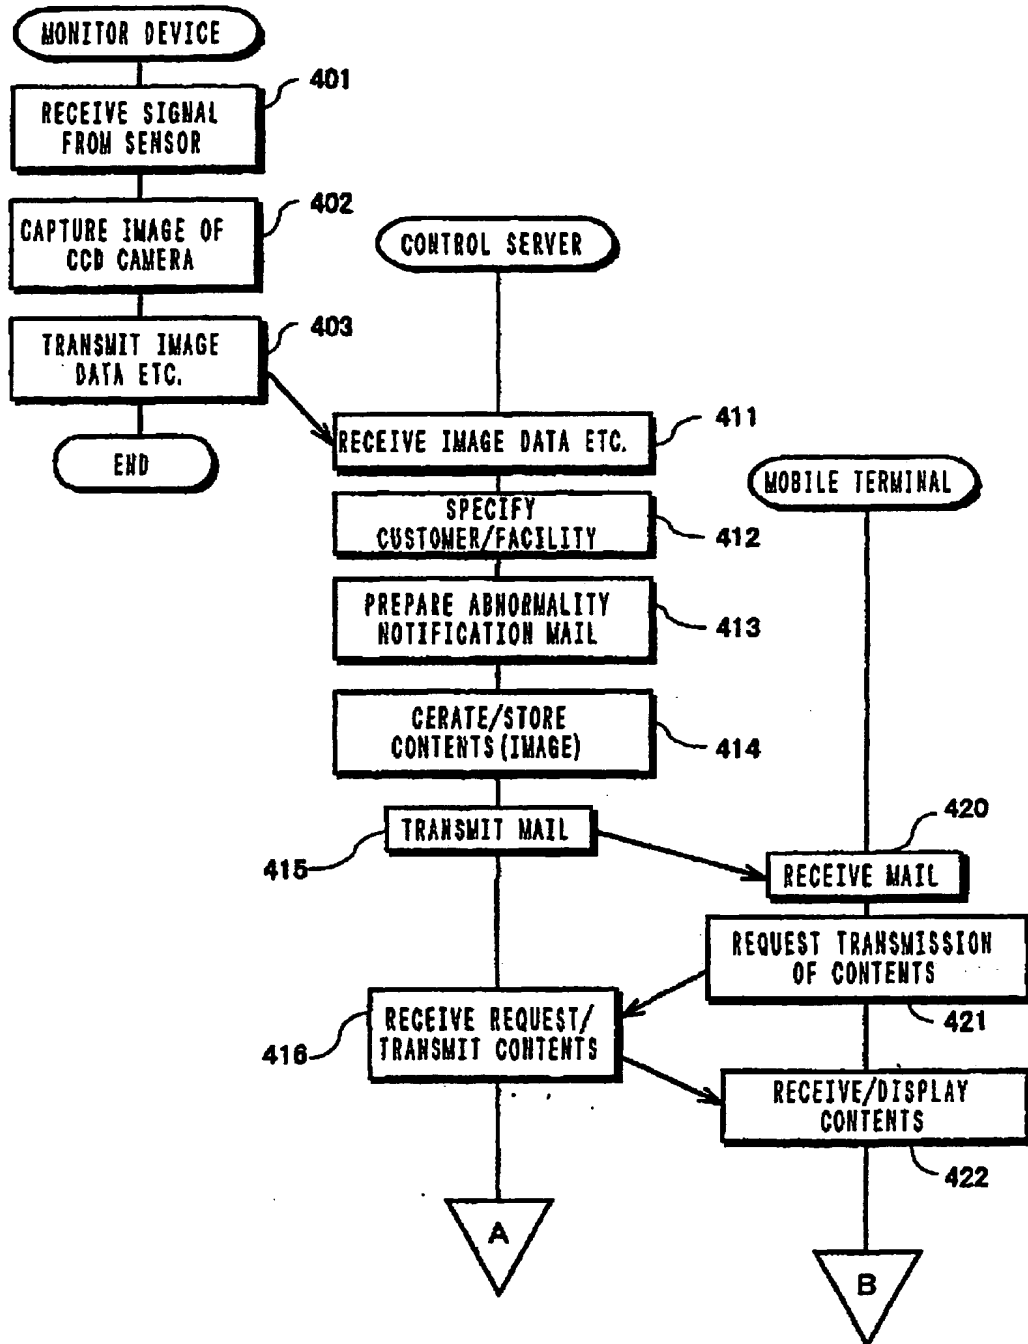 MONITOR DEVICE
401
RECEIVE SIGNAL
FROM SENSOR
402
CAPTURE IMAGE OF
CCD CAMERA
403
TRANSMIT IMAGE
DATA ETC.
END
CONTROL SERVER
RECEIVE IMAGE DATA ETC.
411
SPECIFY
CUSTOMER/FACILITY
412
PREPARE ABNORMALITY
NOTIFICATION MAIL
413
CERATE/STORE
CONTENTS(IMAGE)
414
TRANSMIT MAIL
415
RECEIVE REQUEST/
TRANSMIT CONTENTS
416
A
MOBILE TERMINAL
420
RECEIVE MAIL
REQUEST TRANSMISSION
OF CONTENTS
421
RECEIVE/DISPLAY
CONTENTS
422
B